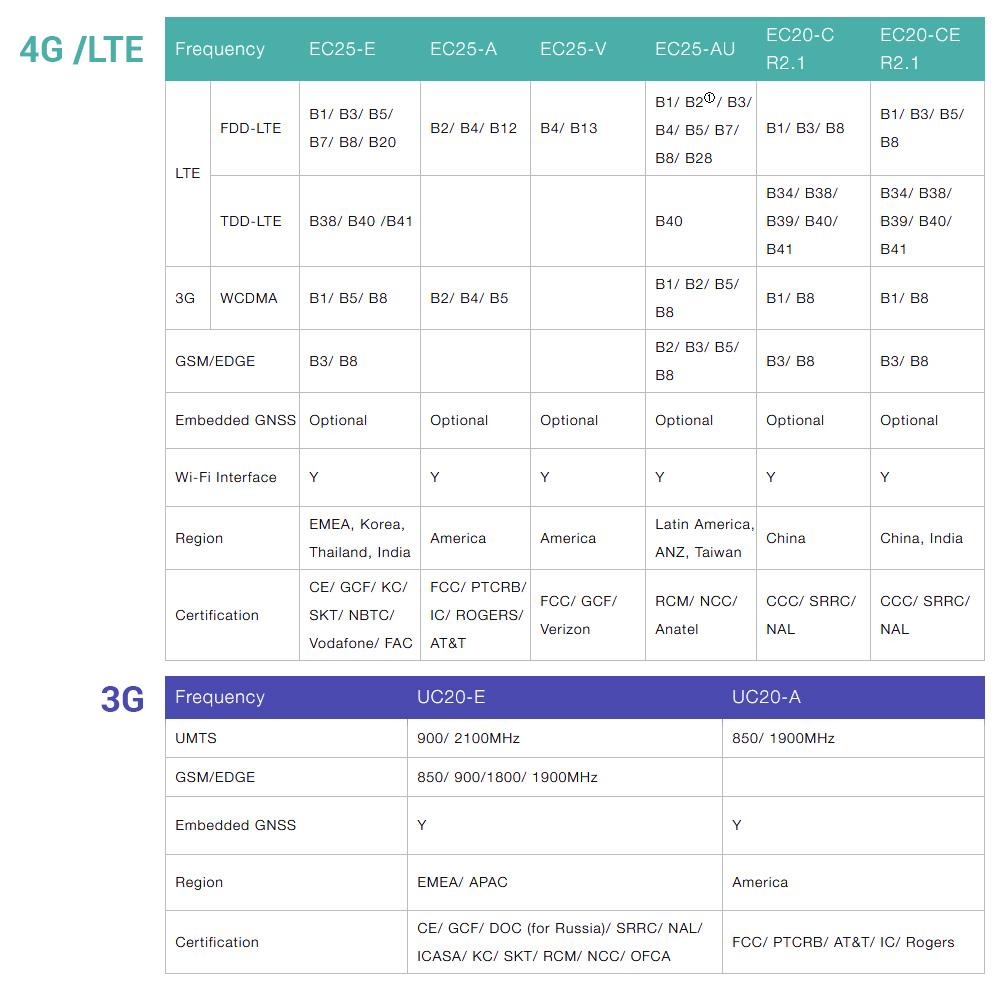 4G /LTE
Frequency EC25-E EC25-A EC25-V EC25-AU EC20-C R2.1 EC20-CE R2.1
LTE
FDD-LTE
B1/ B3/ B5/
B7/ B8/ B20
B2/ B4/ B12
B4/ B13
B1/ B2①/ B3/
B4/ B5/ B7/
B8/ B28
B1/ B3/ B8
B1/ B3/ B5/
B8
TDD-LTE
B38/ B40 /B41
B40
B34/ B38/
B39/ B40/
B41
B34/ B38/
B39/ B40/
B41
3G WCDMA
B1/ B5/ B8
B2/ B4/ B5
B1/ B2/ B5/
B8
B1/ B8
B1/ B8
GSM/EDGE
B3/ B8
B2/ B3/ B5/
B8
B3/ B8
B3/ B8
Embedded GNSS Optional Optional Optional Optional Optional Optional
Wi-Fi Interface Y Y Y Y Y Y
Region
EMEA, Korea,
Thailand, India
America
America
Latin America,
ANZ, Taiwan
China
China, India
Certification
CE/ GCF/ KC/
SKT/ NBTC/
Vodafone/ FAC
FCC/ PTCRB/
IC/ ROGERS/
AT&T
FCC/ GCF/
Verizon
RCM/ NCC/
Anatel
CCC/ SRRC/
NAL
CCC/ SRRC/
NAL
3G
Frequency UC20-E UC20-A
UMTS 900/ 2100MHz 850/ 1900MHz
GSM/EDGE 850/ 900/1800/ 1900MHz
Embedded GNSS Y Y
Region EMEA/ APAC America
Certification
CE/ GCF/ DOC (for Russia)/ SRRC/ NAL/
ICASA/ KC/ SKT/ RCM/ NCC/ OFCA
FCC/ PTCRB/ AT&T/ IC/ Rogers